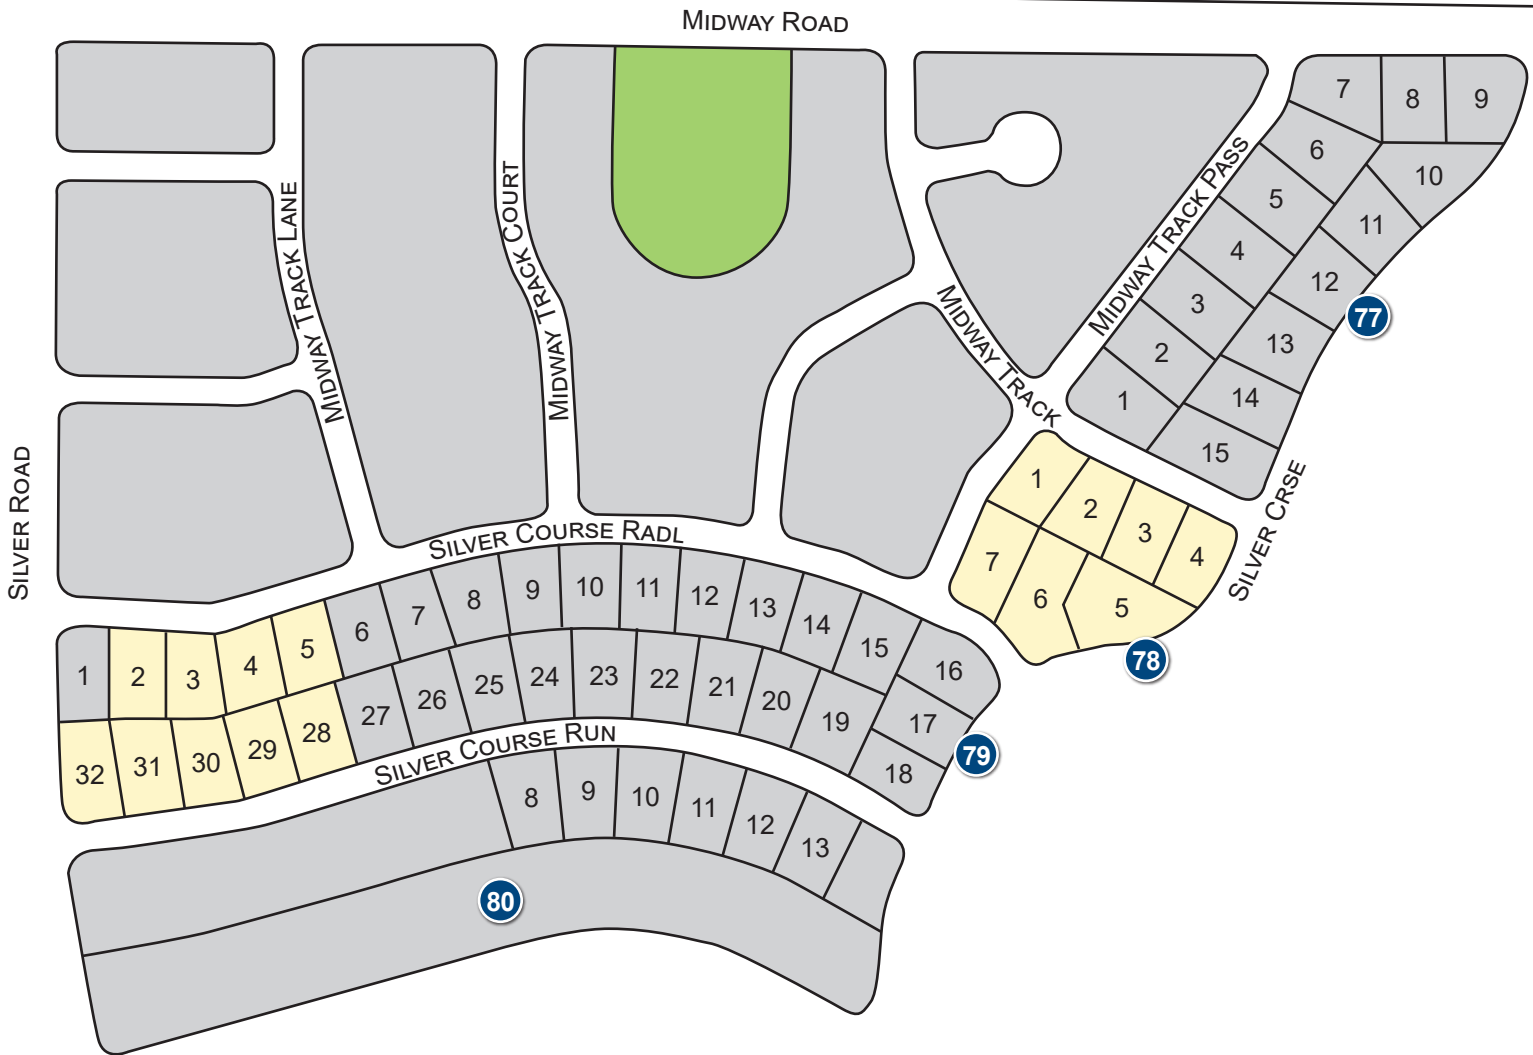 MIDWAY ROAD
MIDWAY TRACK LANE
MIDWAY TRACK COURT
MIDWAY TRACK
MIDWAY TRACK PASS
SILVER ROAD
SILVER CRSE
SILVER COURSE RADL
SILVER COURSE RUN
7 8 9
6 10
5 11
4 12
3 13
2 14
1 15
77
1 2 3 4
7 6 5
78
1 2 3 4 5 6 7 8 9 10 11 12 13 14 15 16
32 31 30 29 28 27 26 25 24 23 22 21 20 19 18 17
79
8 9 10 11 12 13
80